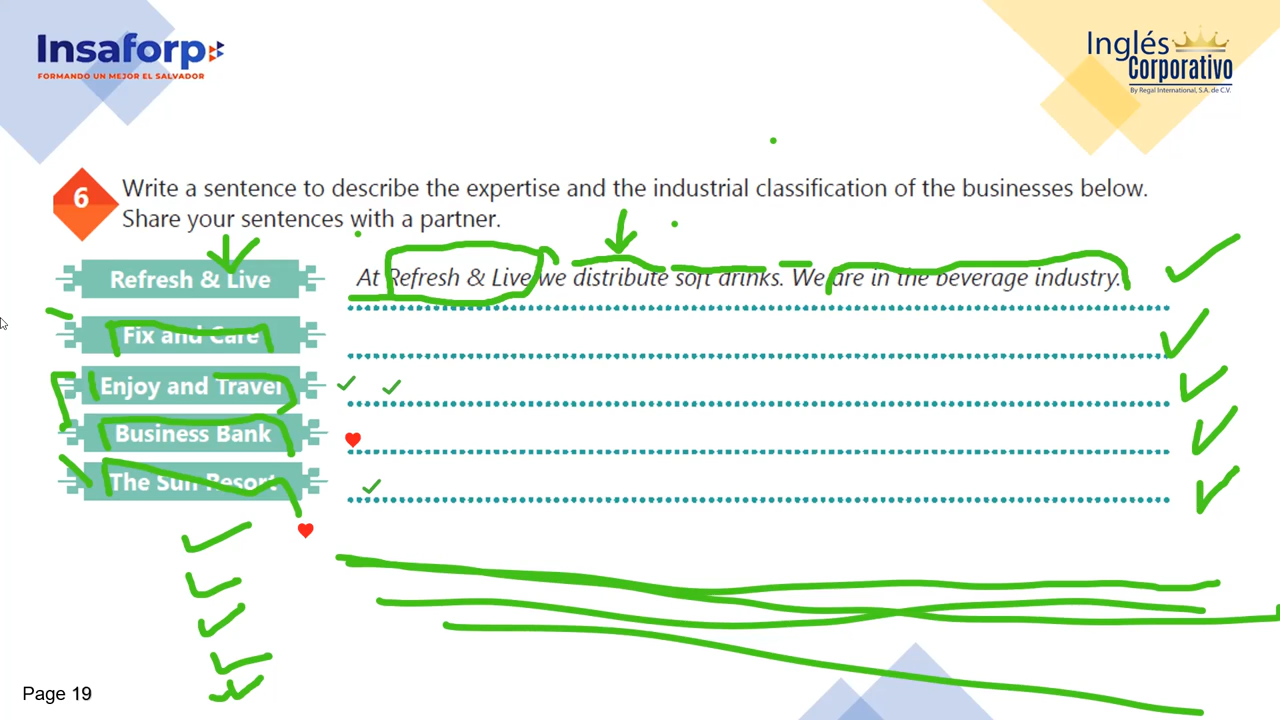 Insaforp
FORMANDO UN MEJOR EL SALVADOR
Inglés
Corporativo
By Regal International, S.A. de C.V.
6
Write a sentence to describe the expertise and the industrial classification of the businesses below.
Share your sentences with a partner.
Refresh & Live
At Refresh & Live we distribute soft drinks. We are in the beverage industry.
Fix and Care
Enjoy and Travel
Business Bank
The Sun Resort
Page 19